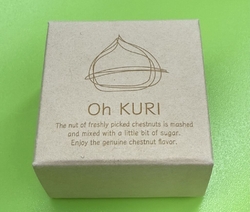 Oh KURI
The nut of freshly picked chestnuts is mashed
and mixed with a little bit of sugar.
Enjoy the genuine chestnut flavor.